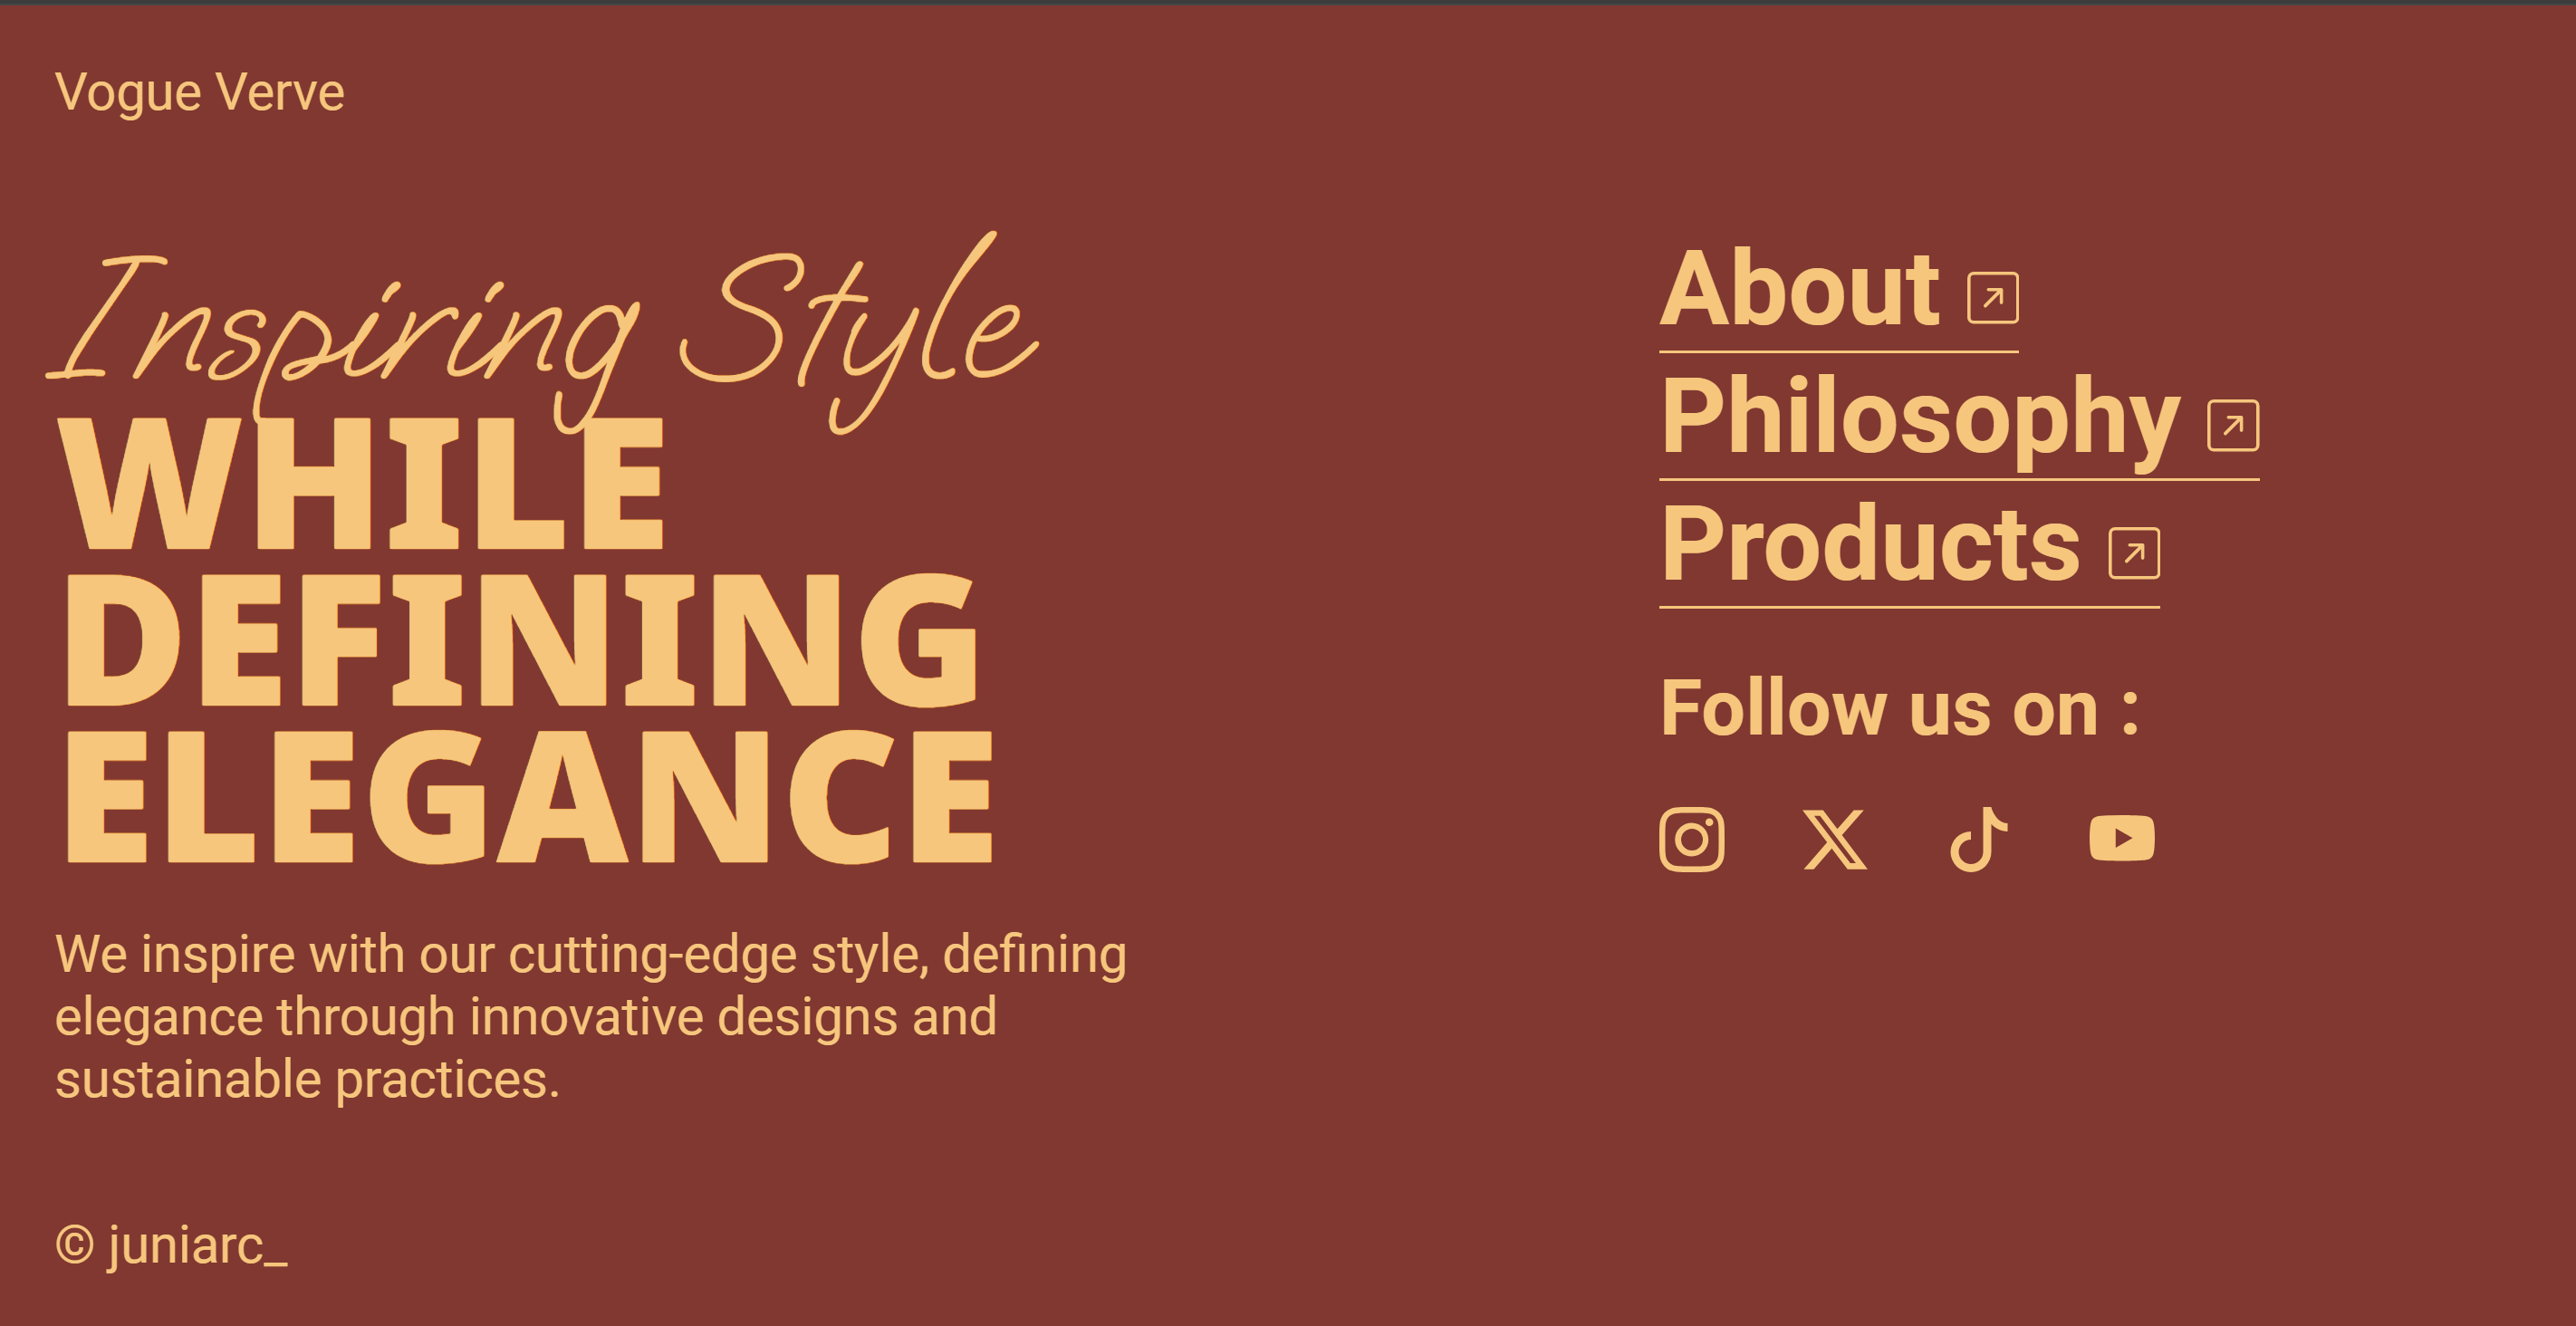 Vogue Verve
Inspiring Style
WHILE
DEFINING
ELEGANCE
We inspire with our cutting-edge style, defining
elegance through innovative designs and
sustainable practices.
© juniarc_
About
Philosophy
Products
Follow us on :